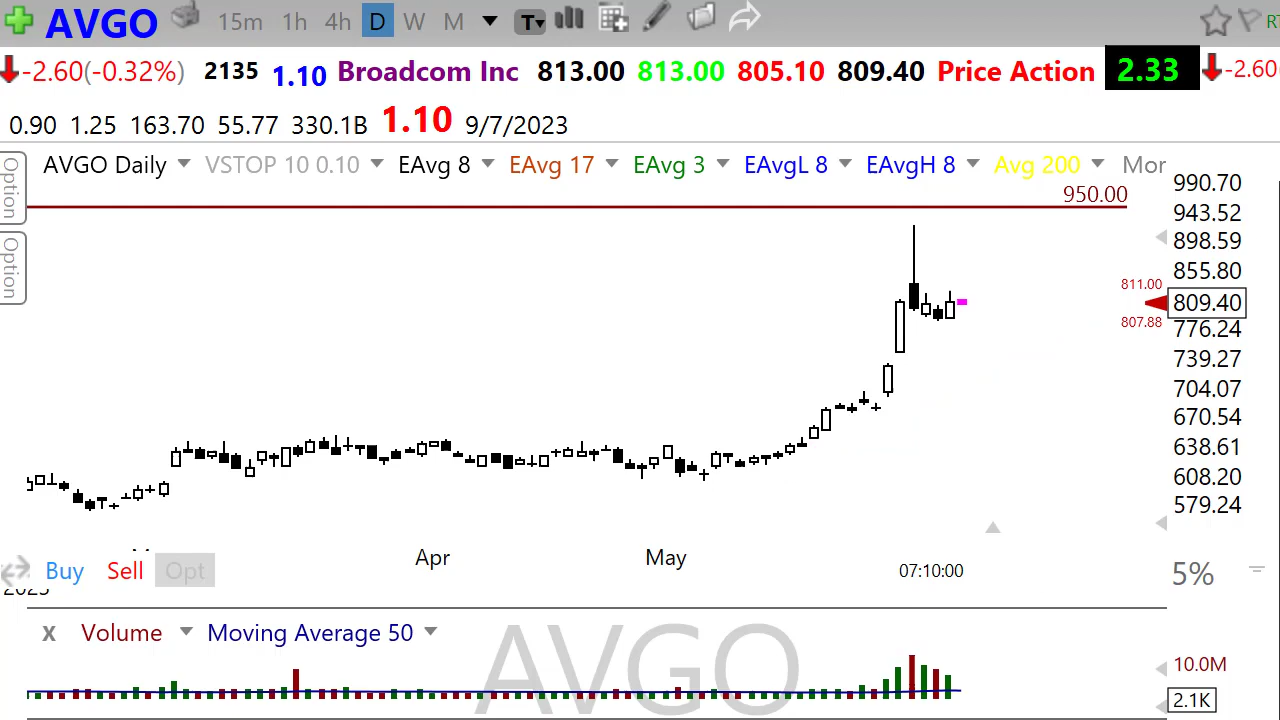 AVGO 15m 1h 4h D W M T R
-2.60(-0.32%) 2135 1.10 Broadcom Inc 813.00 813.00 805.10 809.40 Price Action 2.33 -2.60
0.90 1.25 163.70 55.77 330.1B 1.10 9/7/2023
Option
Option
AVGO Daily VSTOP 10 0.10 EAvg 8 EAvg 17 EAvg 3 EAvgL 8 EAvgH 8 Avg 200 Mor
950.00
990.70
943.52
898.59
855.80
811.00
809.40
807.88
776.24
739.27
704.07
670.54
638.61
608.20
579.24
Apr May
Buy Sell Opt 07:10:00 5%
2023
X Volume Moving Average 50
AVGO
10.0M
2.1K